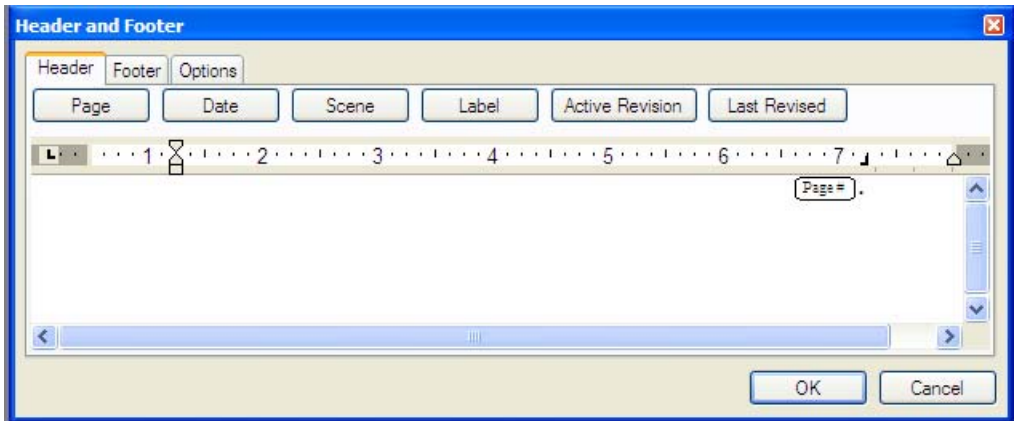 Header and Footer
Header Footer Options
Page Date Scene Label Active Revision Last Revised
1 2 3 4 5 6 7
Page # .
OK Cancel